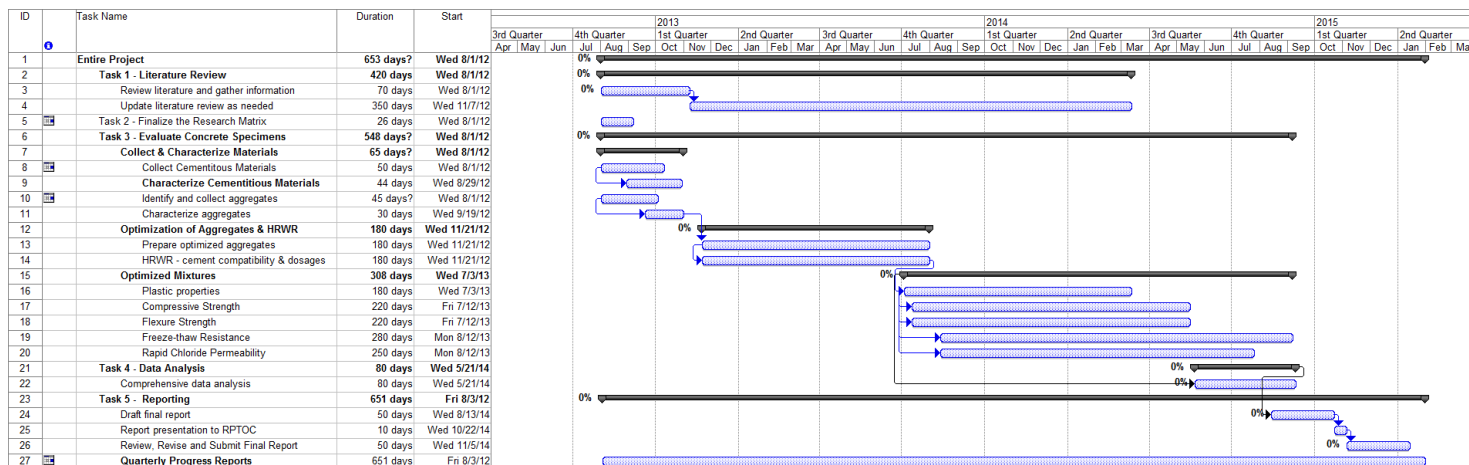 ID Task Name Duration Start
2013 2014 2015
3rd Quarter 4th Quarter 1st Quarter 2nd Quarter 3rd Quarter 4th Quarter 1st Quarter 2nd Quarter 3rd Quarter 4th Quarter 1st Quarter 2nd Quarter
Apr May Jun Jul Aug Sep Oct Nov Dec Jan Feb Mar Apr May Jun Jul Aug Sep Oct Nov Dec Jan Feb Mar Apr May Jun Jul Aug Sep Oct Nov Dec Jan Feb Ma
1 Entire Project 653 days? Wed 8/1/12 0%
2 Task 1 - Literature Review 420 days Wed 8/1/12 0%
3 Review literature and gather information 70 days Wed 8/1/12 0%
4 Update literature review as needed 350 days Wed 11/7/12
5 Task 2 - Finalize the Research Matrix 26 days Wed 8/1/12
6 Task 3 - Evaluate Concrete Specimens 548 days? Wed 8/1/12 0%
7 Collect & Characterize Materials 65 days? Wed 8/1/12
8 Collect Cementitous Materials 50 days Wed 8/1/12
9 Characterize Cementitious Materials 44 days Wed 8/29/12
10 Identify and collect aggregates 45 days? Wed 8/1/12
11 Characterize aggregates 30 days Wed 9/19/12
12 Optimization of Aggregates & HRWR 180 days Wed 11/21/12 0%
13 Prepare optimized aggregates 180 days Wed 11/21/12
14 HRWR - cement compatibility & dosages 180 days Wed 11/21/12
15 Optimized Mixtures 308 days Wed 7/3/13 0%
16 Plastic properties 180 days Wed 7/3/13
17 Compressive Strength 220 days Fri 7/12/13
18 Flexure Strength 220 days Fri 7/12/13
19 Freeze-thaw Resistance 280 days Mon 8/12/13
20 Rapid Chloride Permeability 250 days Mon 8/12/13
21 Task 4 - Data Analysis 80 days Wed 5/21/14 0%
22 Comprehensive data analysis 80 days Wed 5/21/14 0%
23 Task 5 - Reporting 651 days Fri 8/3/12 0%
24 Draft final report 50 days Wed 8/13/14 0%
25 Report presentation to RPTOC 10 days Wed 10/22/14
26 Review, Revise and Submit Final Report 50 days Wed 11/5/14 0%
27 Quarterly Progress Reports 651 days Fri 8/3/12